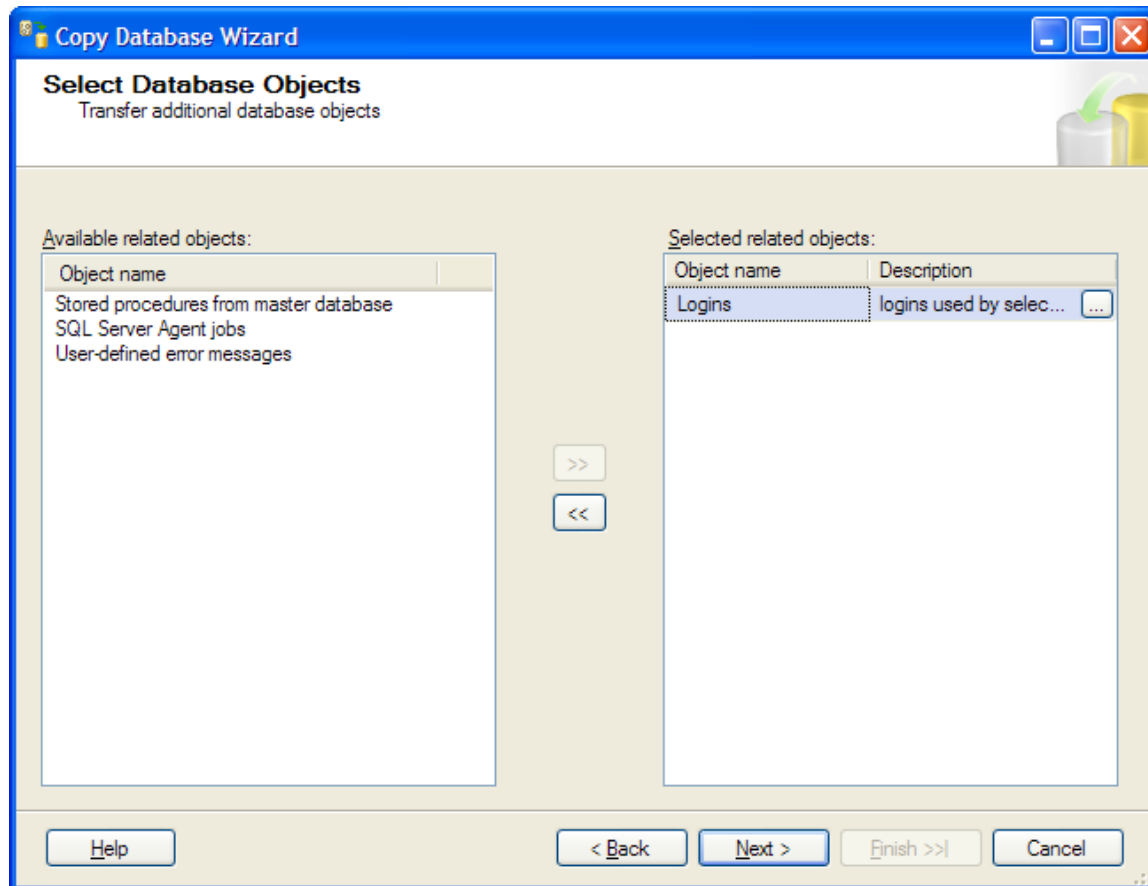 Copy Database Wizard
Select Database Objects
Transfer additional database objects
Available related objects:
Object name
Stored procedures from master database
SQL Server Agent jobs
User-defined error messages
>>
<<
Selected related objects:
Object name Description
Logins logins used by selec... ...
Help < Back Next > Finish >>| Cancel